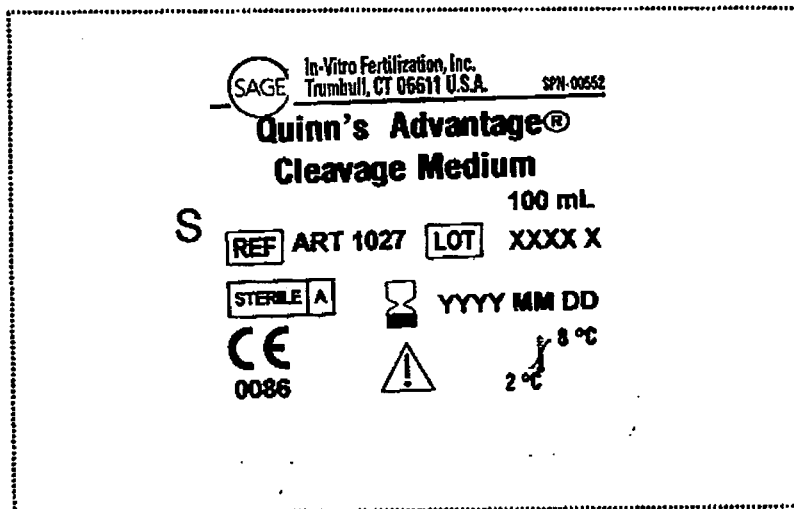 SAGE
In-Vitro Fertilization, Inc.
Trumbull, CT 06611 U.S.A. SPN-00552
Quinn's Advantage®
Cleavage Medium
100 mL
S
REF ART 1027 LOT XXXX X
STERILE A YYYY MM DD
CE
0086
8 °C
2 °C